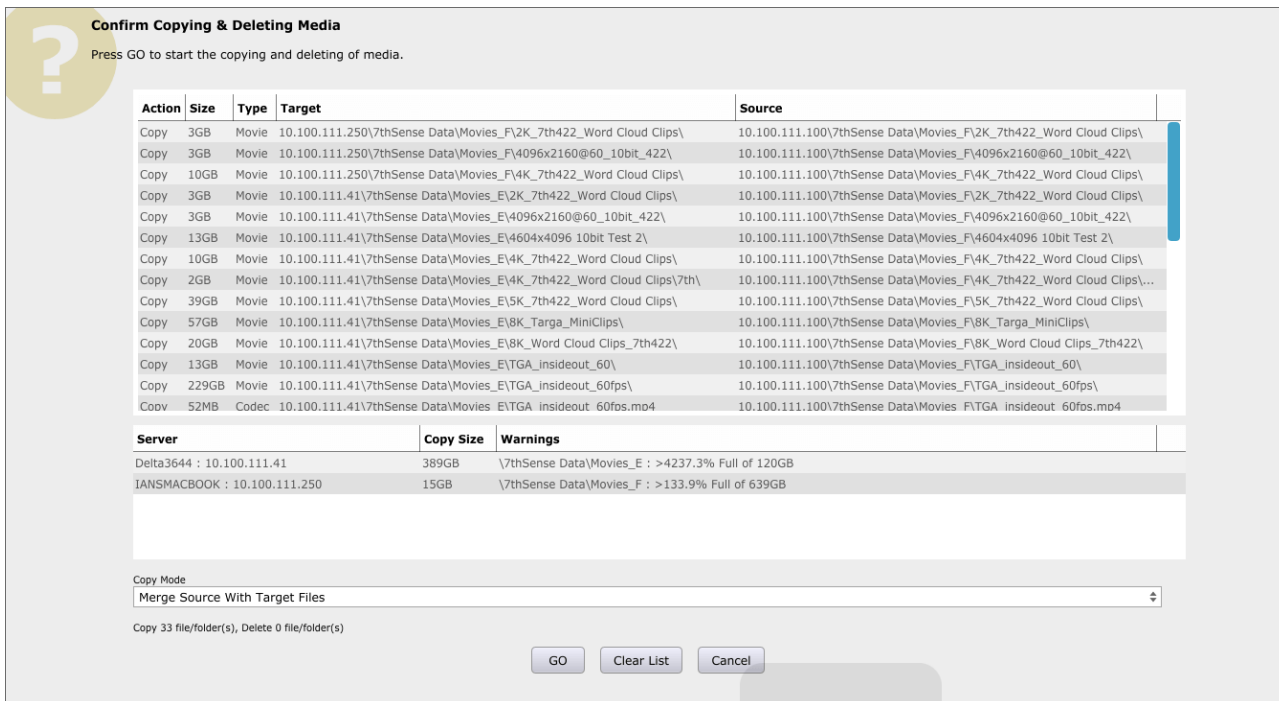 ?
Confirm Copying & Deleting Media
Press GO to start the copying and deleting of media.
Action Size Type Target Source
Copy 3GB Movie 10.100.111.250\7thSense Data\Movies_F\2K_7th422_Word Cloud Clips\ 10.100.111.100\7thSense Data\Movies_F\2K_7th422_Word Cloud Clips\
Copy 3GB Movie 10.100.111.250\7thSense Data\Movies_F\4096x2160@60_10bit_422\ 10.100.111.100\7thSense Data\Movies_F\4096x2160@60_10bit_422\
Copy 10GB Movie 10.100.111.250\7thSense Data\Movies_F\4K_7th422_Word Cloud Clips\ 10.100.111.100\7thSense Data\Movies_F\4K_7th422_Word Cloud Clips\
Copy 3GB Movie 10.100.111.41\7thSense Data\Movies_E\2K_7th422_Word Cloud Clips\ 10.100.111.100\7thSense Data\Movies_F\2K_7th422_Word Cloud Clips\
Copy 3GB Movie 10.100.111.41\7thSense Data\Movies_E\4096x2160@60_10bit_422\ 10.100.111.100\7thSense Data\Movies_F\4096x2160@60_10bit_422\
Copy 13GB Movie 10.100.111.41\7thSense Data\Movies_E\4604x4096 10bit Test 2\ 10.100.111.100\7thSense Data\Movies_F\4604x4096 10bit Test 2\
Copy 10GB Movie 10.100.111.41\7thSense Data\Movies_E\4K_7th422_Word Cloud Clips\ 10.100.111.100\7thSense Data\Movies_F\4K_7th422_Word Cloud Clips\
Copy 2GB Movie 10.100.111.41\7thSense Data\Movies_E\4K_7th422_Word Cloud Clips\7th\ 10.100.111.100\7thSense Data\Movies_F\4K_7th422_Word Cloud Clips\...
Copy 39GB Movie 10.100.111.41\7thSense Data\Movies_E\5K_7th422_Word Cloud Clips\ 10.100.111.100\7thSense Data\Movies_F\5K_7th422_Word Cloud Clips\
Copy 57GB Movie 10.100.111.41\7thSense Data\Movies_E\8K_Targa_MiniClips\ 10.100.111.100\7thSense Data\Movies_F\8K_Targa_MiniClips\
Copy 20GB Movie 10.100.111.41\7thSense Data\Movies_E\8K_Word Cloud Clips_7th422\ 10.100.111.100\7thSense Data\Movies_F\8K_Word Cloud Clips_7th422\
Copy 13GB Movie 10.100.111.41\7thSense Data\Movies_E\TGA_insideout_60\ 10.100.111.100\7thSense Data\Movies_F\TGA_insideout_60\
Copy 229GB Movie 10.100.111.41\7thSense Data\Movies_E\TGA_insideout_60fps\ 10.100.111.100\7thSense Data\Movies_F\TGA_insideout_60fps\
Copy 52MB Codec 10.100.111.41\7thSense Data\Movies_E\TGA_insideout_60fps.mp4 10.100.111.100\7thSense Data\Movies_F\TGA_insideout_60fps.mp4
Server Copy Size Warnings
Delta3644 : 10.100.111.41 389GB \7thSense Data\Movies_E : >4237.3% Full of 120GB
IANSMACBOOK : 10.100.111.250 15GB \7thSense Data\Movies_F : >133.9% Full of 639GB
Copy Mode
Merge Source With Target Files
Copy 33 file/folder(s), Delete 0 file/folder(s)
GO Clear List Cancel